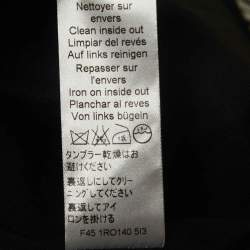 Nettoyer sur
envers
Clean inside out
Limpiar del revés
Auf links reinigen
Repasser sur
l'envers
Iron on inside out
Planchar al reves
Von links bügeln
タンブラー乾燥はお
避けください
裏返しにしてクリー
ニングしてください
裏返してアイ
ロンを掛ける
F45 1RO140 5I3